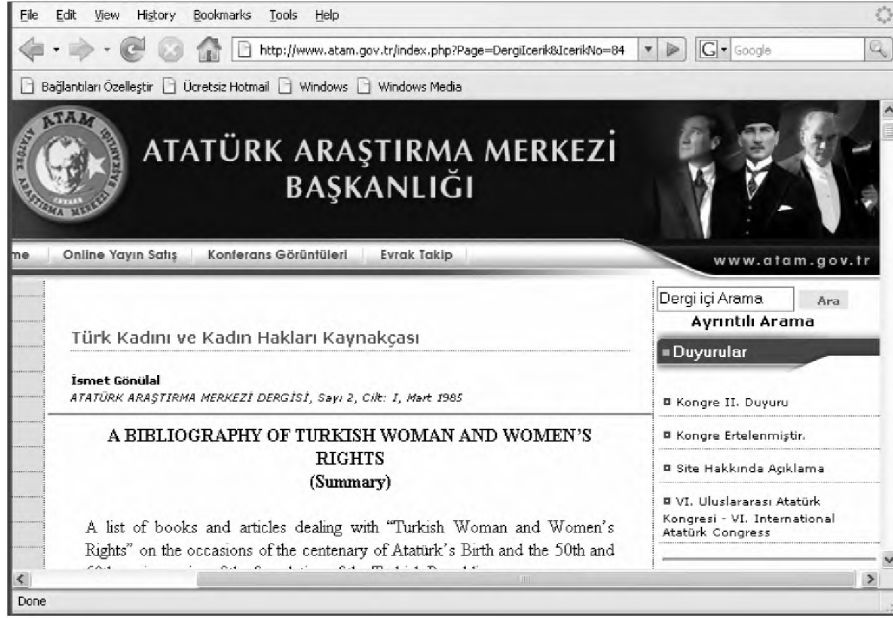 File Edit View History Bookmarks Tools Help
http://www.atam.gov.tr/index.php?Page=DergiIcerik&IcerikNo=84
G Google
Bağlantıları Özelleştir Ücretsiz Hotmail Windows Windows Media
ATAM
ATATÜRK ARAŞTIRMA MERKEZİ
ATATÜRK ARAŞTIRMA MERKEZİ
BAŞKANLIĞI
me Online Yayın Satış Konferans Görüntüleri Evrak Takip
www.atam.gov.tr
Dergi içi Arama Ara
Ayrıntılı Arama
Duyurular
Kongre II. Duyuru
Kongre Ertelenmiştir.
Site Hakkında Açıklama
VI. Uluslararası Atatürk
Kongresi - VI. International
Atatürk Congress
Türk Kadını ve Kadın Hakları Kaynakçası
İsmet Gönülal
ATATÜRK ARAŞTIRMA MERKEZİ DERGİSİ, Sayı 2, Cilt: I, Mart 1985
A BIBLIOGRAPHY OF TURKISH WOMAN AND WOMEN'S
RIGHTS
(Summary)
A list of books and articles dealing with "Turkish Woman and Women's
Rights" on the occasions of the centenary of Atatürk's Birth and the 50th and
Done